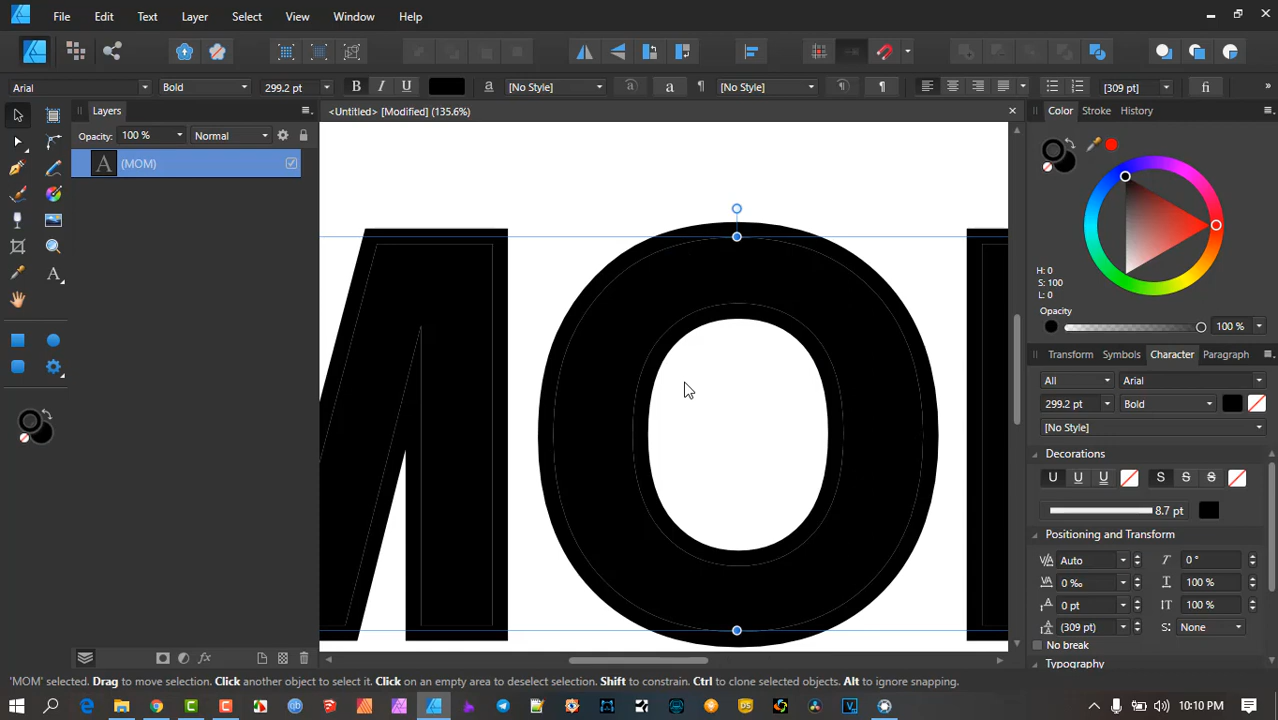 File Edit Text Layer Select View Window Help
Arial Bold 299.2 pt B I U a [No Style] a a ¶ [No Style] ¶ ¶ [309 pt] fi »
Layers <Untitled> [Modified] (135.6%) Color Stroke History
Opacity: 100 % Normal
A (MOM)
MOM
H: 0
S: 100
L: 0
Opacity
100 %
Transform Symbols Character Paragraph
All Arial
299.2 pt Bold
[No Style]
Decorations
U U U S S S
8.7 pt
Positioning and Transform
Auto 0 °
0 ‰ 100 %
0 pt 100 %
(309 pt) None
No break
Typography
'MOM' selected. Drag to move selection. Click another object to select it. Click on an empty area to deselect selection. Shift to constrain. Ctrl to clone selected objects. Alt to ignore snapping.
10:10 PM